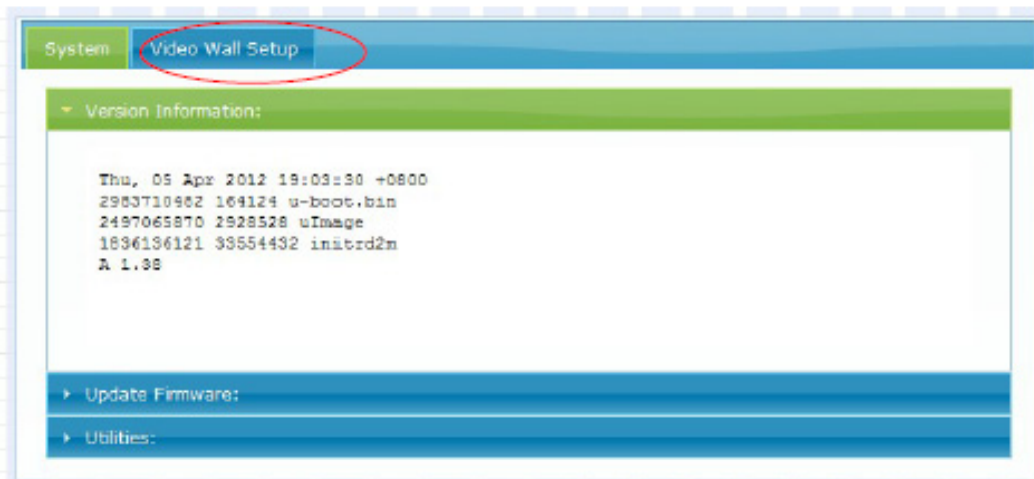 System
Video Wall Setup
Version Information:
Thu, 05 Apr 2012 19:03:30 +0800
2983710482 164124 u-boot.bin
2497065870 2928528 uImage
1836136121 33554432 initrd2m
A 1.38
Update Firmware:
Utilities: